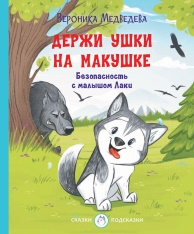 Вероника Медведева
ДЕРЖИ УШКИ
НА МАКУШКЕ
Безопасность
с малышом Лаки
СКАЗКИ ПОДСКАЗКИ